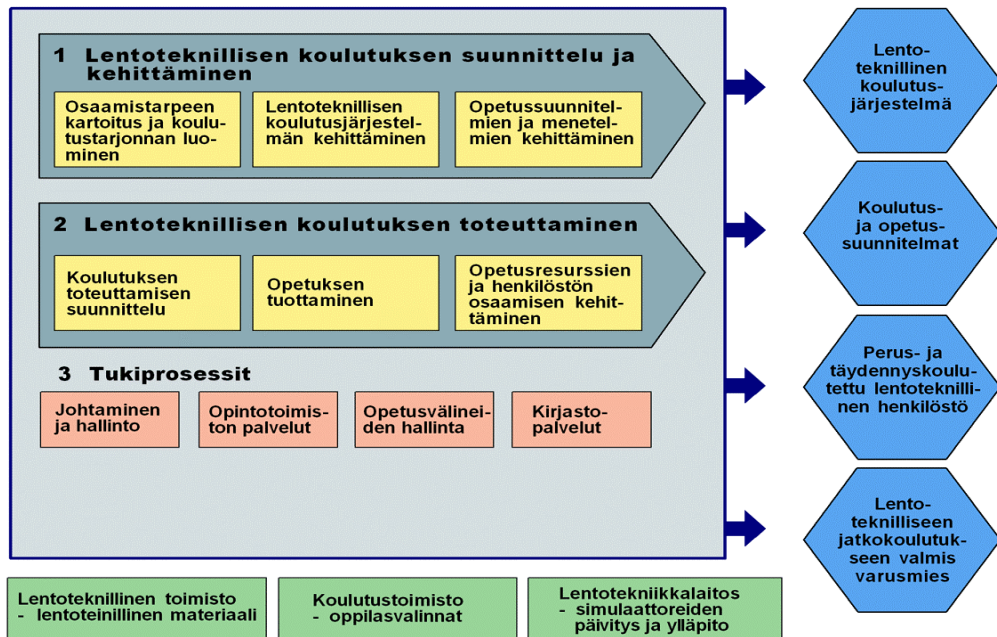 1 Lentoteknillisen koulutuksen suunnittelu ja
kehittäminen
Osaamistarpeen
kartoitus ja koulu-
tustarjonnan luo-
minen
Lentoteknillisen
koulutusjärjestel-
män kehittäminen
Opetussuunnitel-
mien ja menetel-
mien kehittäminen
2 Lentoteknillisen koulutuksen toteuttaminen
Koulutuksen
toteuttamisen
suunnittelu
Opetuksen
tuottaminen
Opetusresurssien
ja henkilöstön
osaamisen kehit-
täminen
3 Tukiprosessit
Johtaminen
ja hallinto
Opintotoimis-
ton palvelut
Opetusvälinei-
den hallinta
Kirjasto-
palvelut
Lento-
teknillinen
koulutus-
järjestelmä
Koulutus-
ja opetus-
suunnitelmat
Perus- ja
täydennyskoulu-
tettu lentoteknilli-
nen henkilöstö
Lento-
teknilliseen
jatkokoulutuk-
seen valmis
varusmies
Lentoteknillinen toimisto
- lentoteinillinen materiaali
Koulutustoimisto
- oppilasvalinnat
Lentotekniikkalaitos
- simulaattoreiden
päivitys ja ylläpito